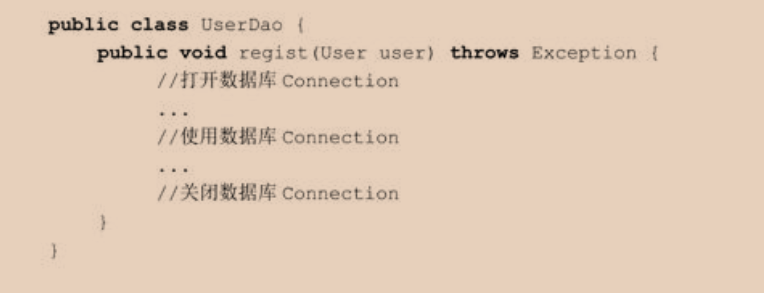 public class UserDao {
public void regist(User user) throws Exception {
//打开数据库 Connection
...
//使用数据库 Connection
...
//关闭数据库 Connection
}
}